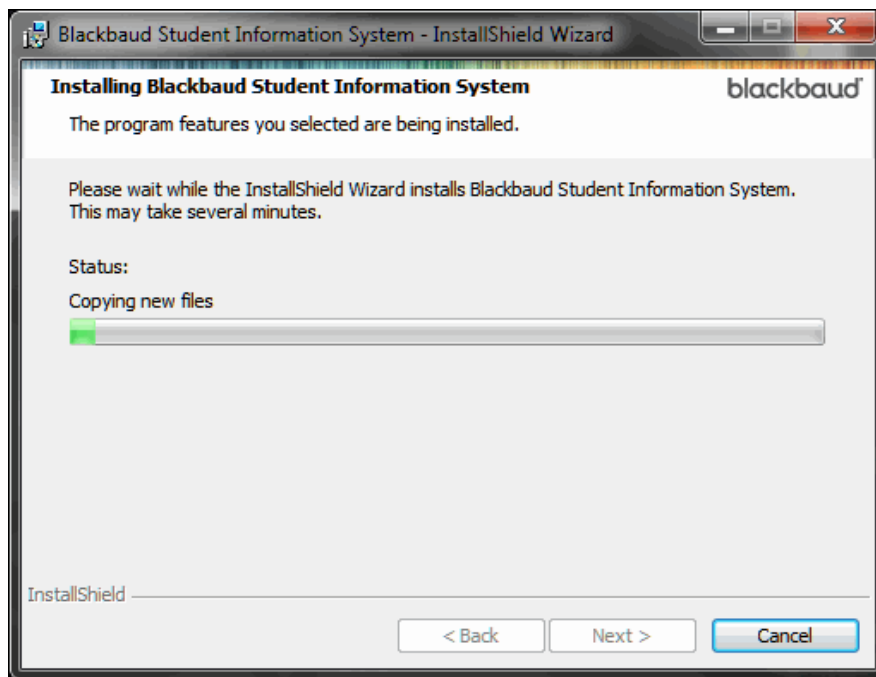 Blackbaud Student Information System - InstallShield Wizard
Installing Blackbaud Student Information System
blackbaud
The program features you selected are being installed.
Please wait while the InstallShield Wizard installs Blackbaud Student Information System.
This may take several minutes.
Status:
Copying new files
InstallShield
< Back
Next >
Cancel